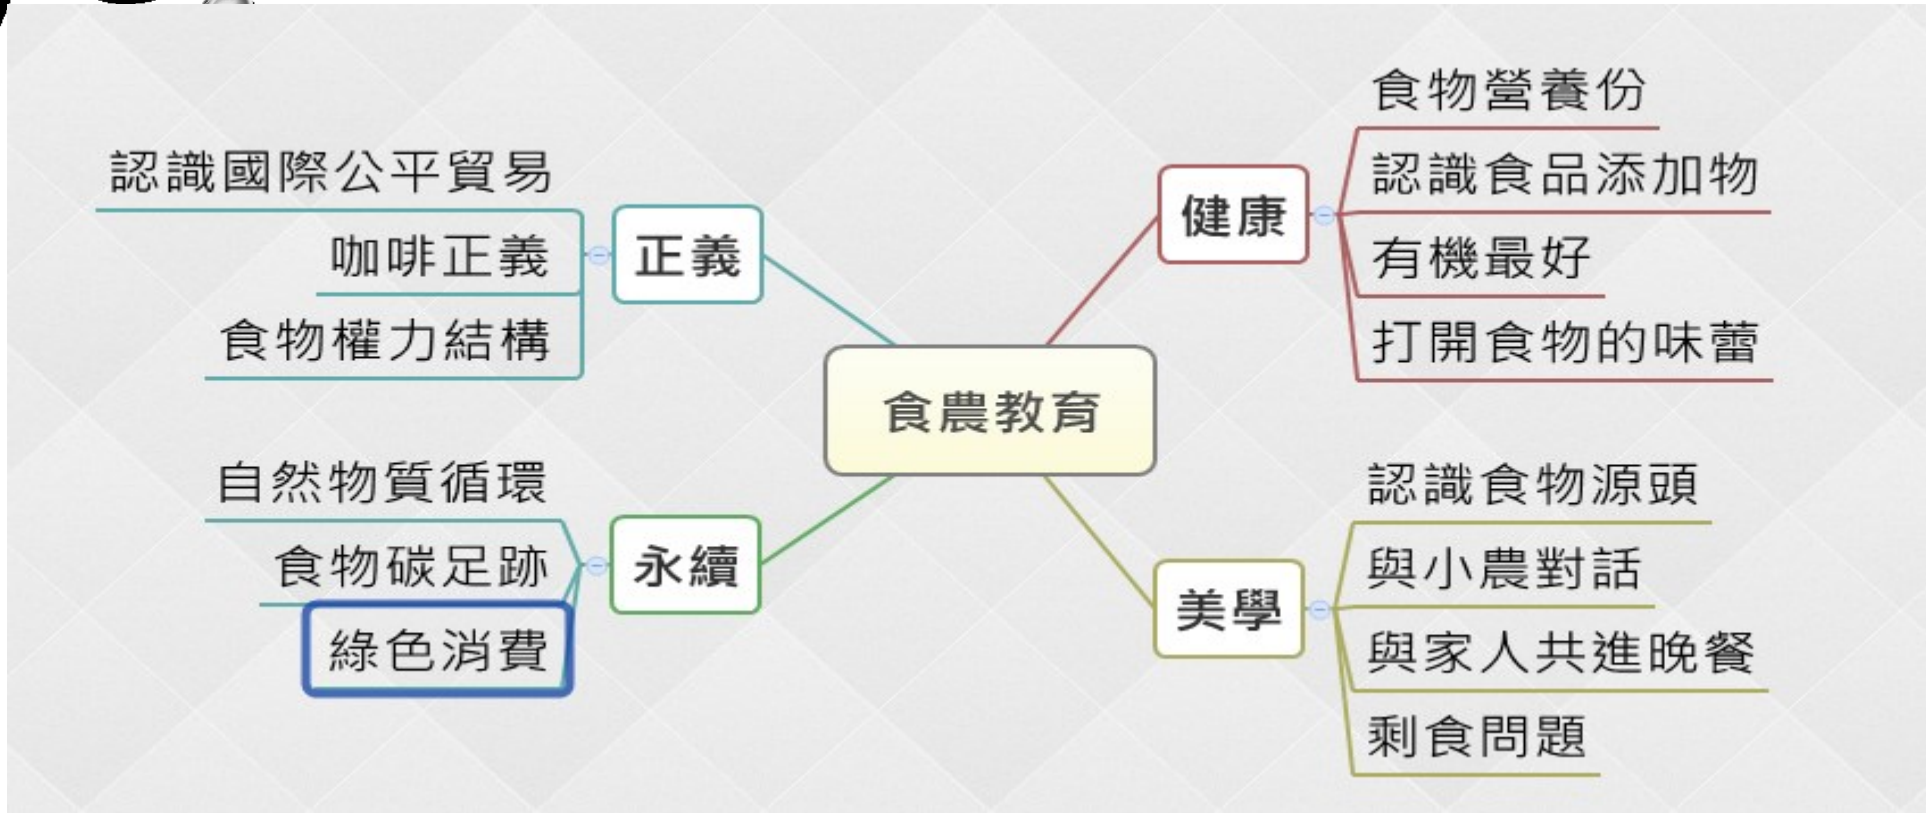 食農教育
正義
認識國際公平貿易
咖啡正義
食物權力結構
永續
自然物質循環
食物碳足跡
綠色消費
健康
食物營養份
認識食品添加物
有機最好
打開食物的味蕾
美學
認識食物源頭
與小農對話
與家人共進晚餐
剩食問題